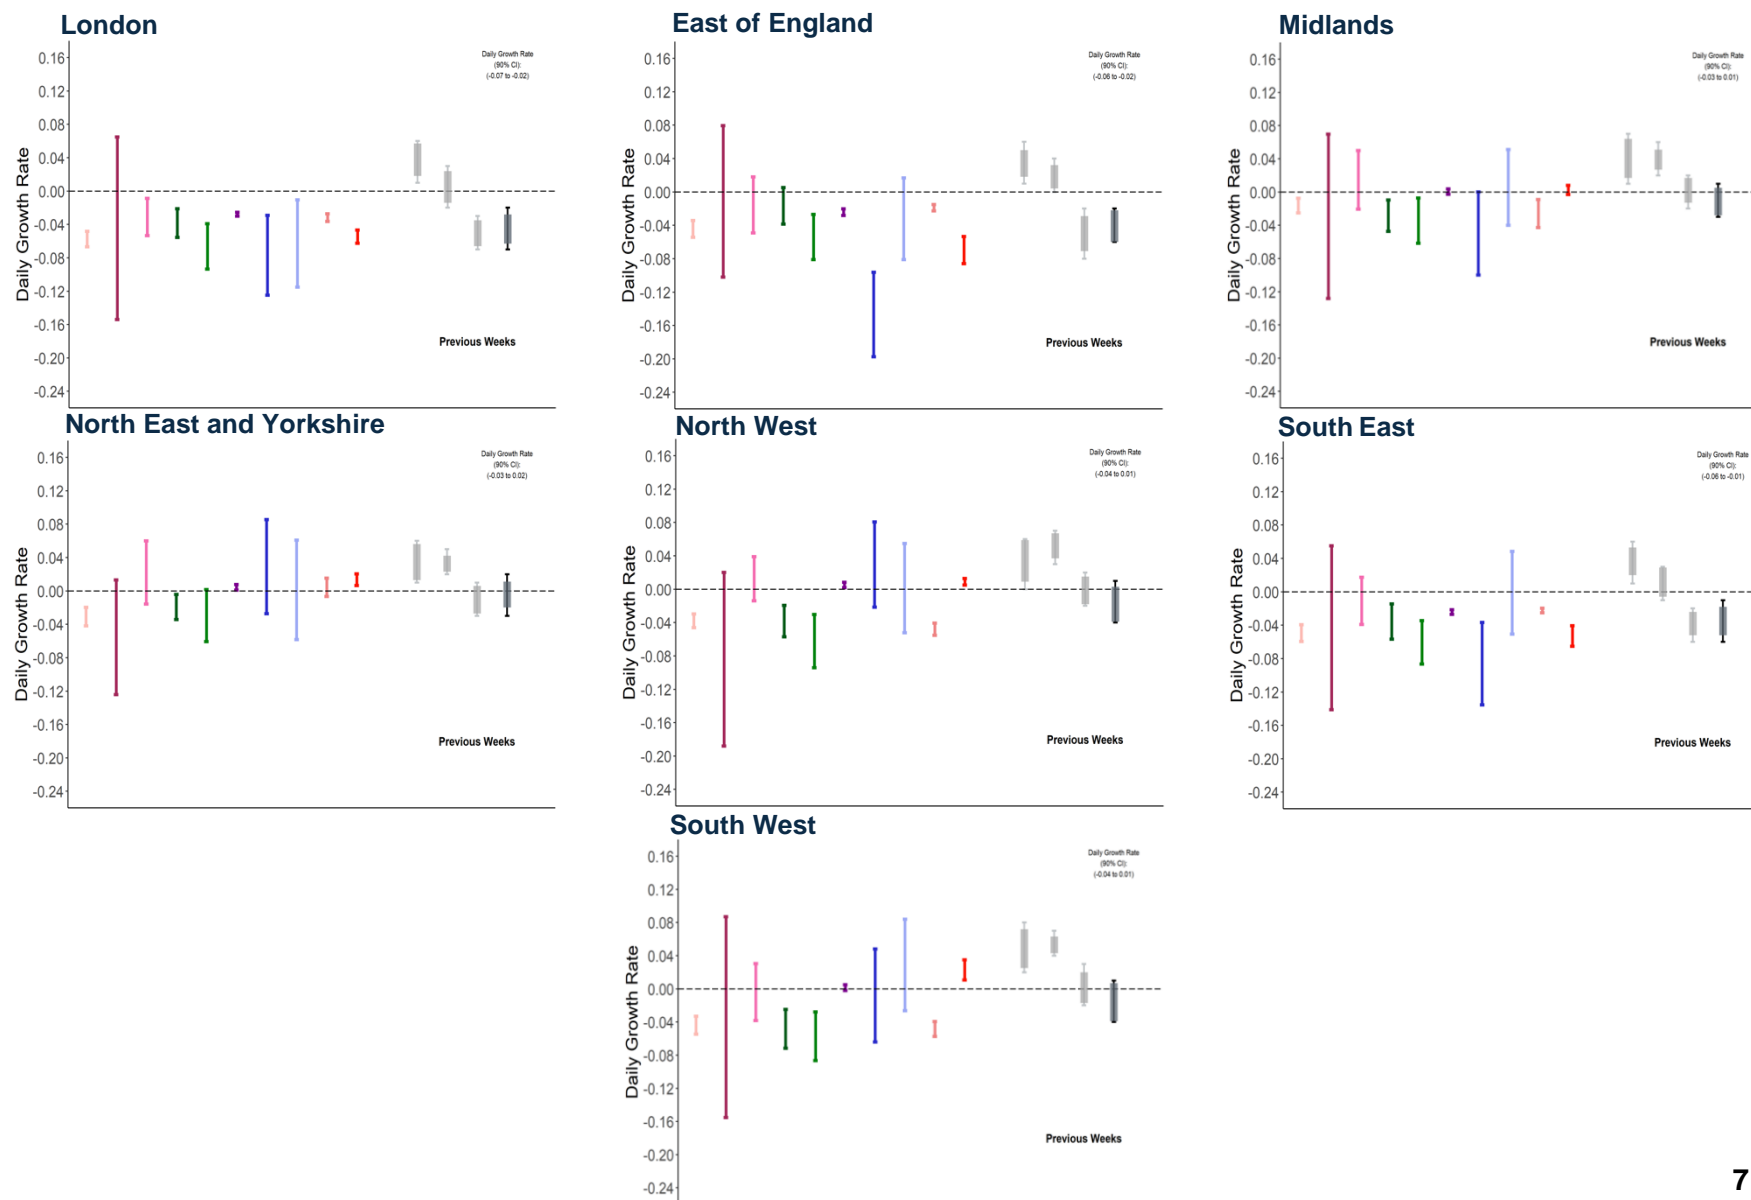 London
Daily Growth Rate
(90% CI):
(-0.07 to -0.02)
0.16
0.12
0.08
0.04
0.00
-0.04
-0.08
-0.12
-0.16
-0.20
-0.24
Daily Growth Rate
Previous Weeks
East of England
Daily Growth Rate
(90% CI):
(-0.06 to -0.02)
0.16
0.12
0.08
0.04
0.00
-0.04
-0.08
-0.12
-0.16
-0.20
-0.24
Daily Growth Rate
Previous Weeks
Midlands
Daily Growth Rate
(90% CI):
(-0.03 to 0.01)
0.16
0.12
0.08
0.04
0.00
-0.04
-0.08
-0.12
-0.16
-0.20
-0.24
Daily Growth Rate
Previous Weeks
North East and Yorkshire
Daily Growth Rate
(90% CI):
(-0.03 to 0.02)
0.16
0.12
0.08
0.04
0.00
-0.04
-0.08
-0.12
-0.16
-0.20
-0.24
Daily Growth Rate
Previous Weeks
North West
Daily Growth Rate
(90% CI):
(-0.04 to 0.01)
0.16
0.12
0.08
0.04
0.00
-0.04
-0.08
-0.12
-0.16
-0.20
-0.24
Daily Growth Rate
Previous Weeks
South East
Daily Growth Rate
(90% CI):
(-0.06 to -0.01)
0.16
0.12
0.08
0.04
0.00
-0.04
-0.08
-0.12
-0.16
-0.20
-0.24
Daily Growth Rate
Previous Weeks
South West
Daily Growth Rate
(90% CI):
(-0.04 to 0.01)
0.16
0.12
0.08
0.04
0.00
-0.04
-0.08
-0.12
-0.16
-0.20
-0.24
Daily Growth Rate
Previous Weeks
7